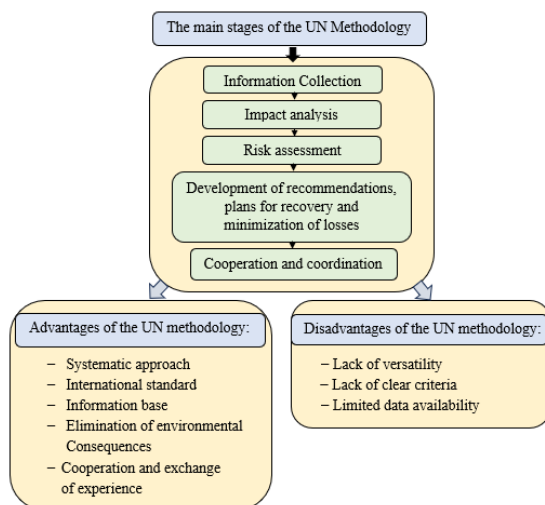 The main stages of the UN Methodology
Information Collection
Impact analysis
Risk assessment
Development of recommendations,
plans for recovery and
minimization of losses
Cooperation and coordination
Advantages of the UN methodology:
– Systematic approach
– International standard
– Information base
– Elimination of environmental
Consequences
– Cooperation and exchange
of experience
Disadvantages of the UN methodology:
– Lack of versatility
– Lack of clear criteria
– Limited data availability